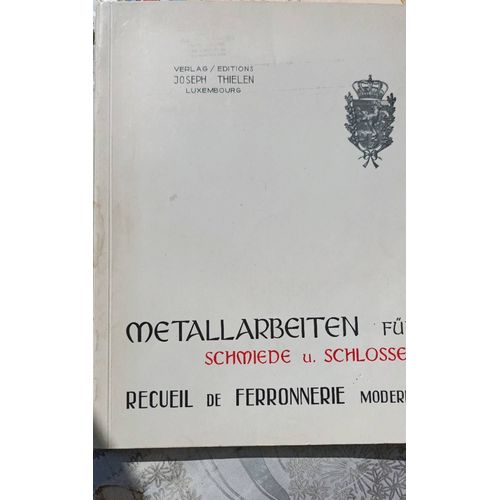 VERLAG / EDITIONS
JOSEPH THIELEN
LUXEMBOURG
METALLARBEITEN FÜ
SCHMIEDE u. SCHLOSSE
RECUEIL DE FERRONNERIE MODER